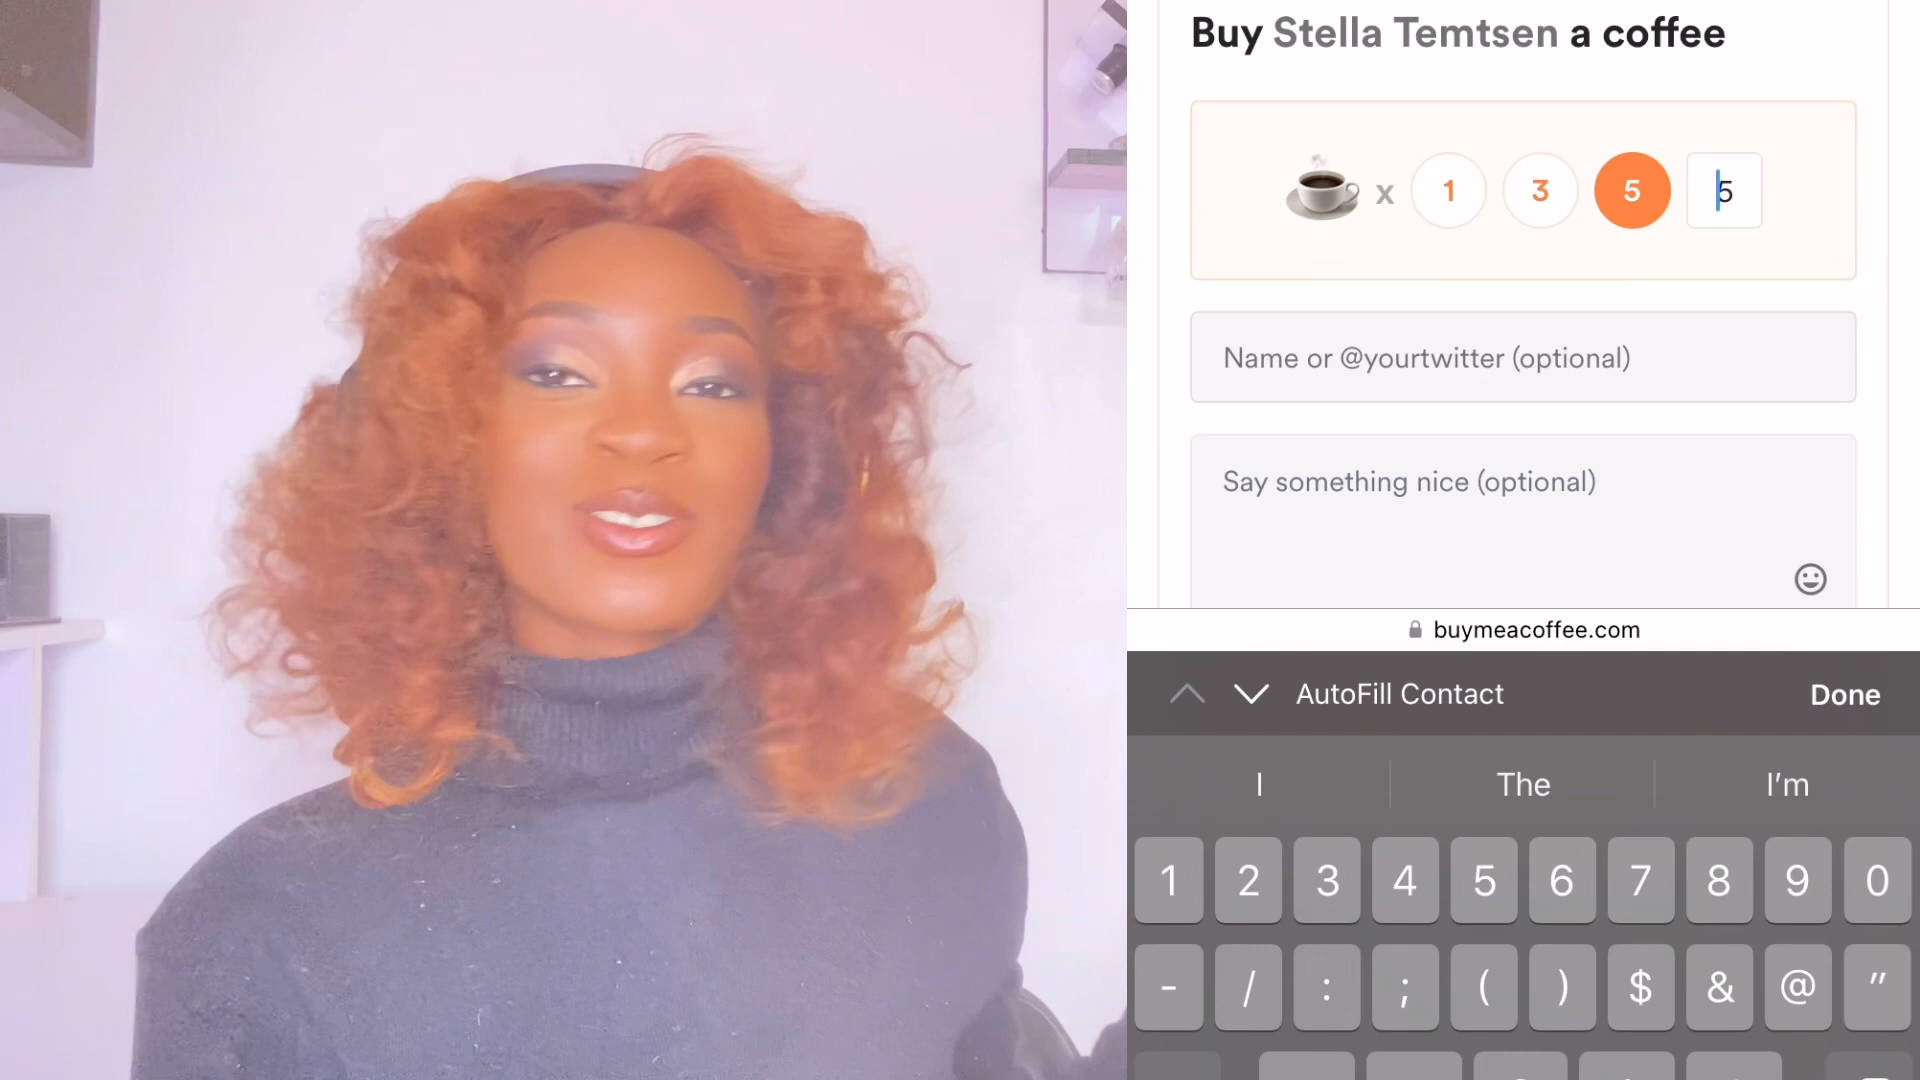 Buy Stella Temtsen a coffee
x 1 3 5 5
Name or @yourtwitter (optional)
Say something nice (optional)
buymeacoffee.com
AutoFill Contact Done
I The I'm
1 2 3 4 5 6 7 8 9 0
- / : ; ( ) $ & @ "